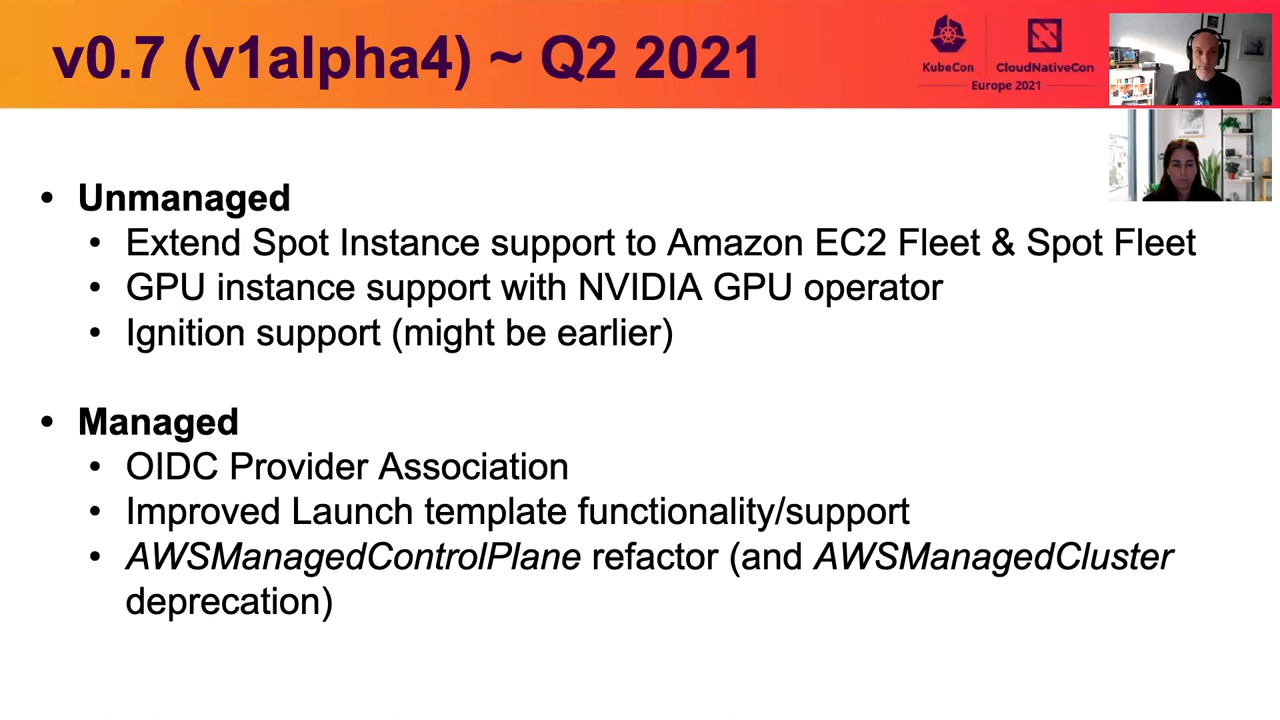 v0.7 (v1alpha4) ~ Q2 2021
KubeCon
CloudNativeCon
Europe 2021
• Unmanaged
• Extend Spot Instance support to Amazon EC2 Fleet & Spot Fleet
• GPU instance support with NVIDIA GPU operator
• Ignition support (might be earlier)
• Managed
• OIDC Provider Association
• Improved Launch template functionality/support
• AWSManagedControlPlane refactor (and AWSManagedCluster
deprecation)